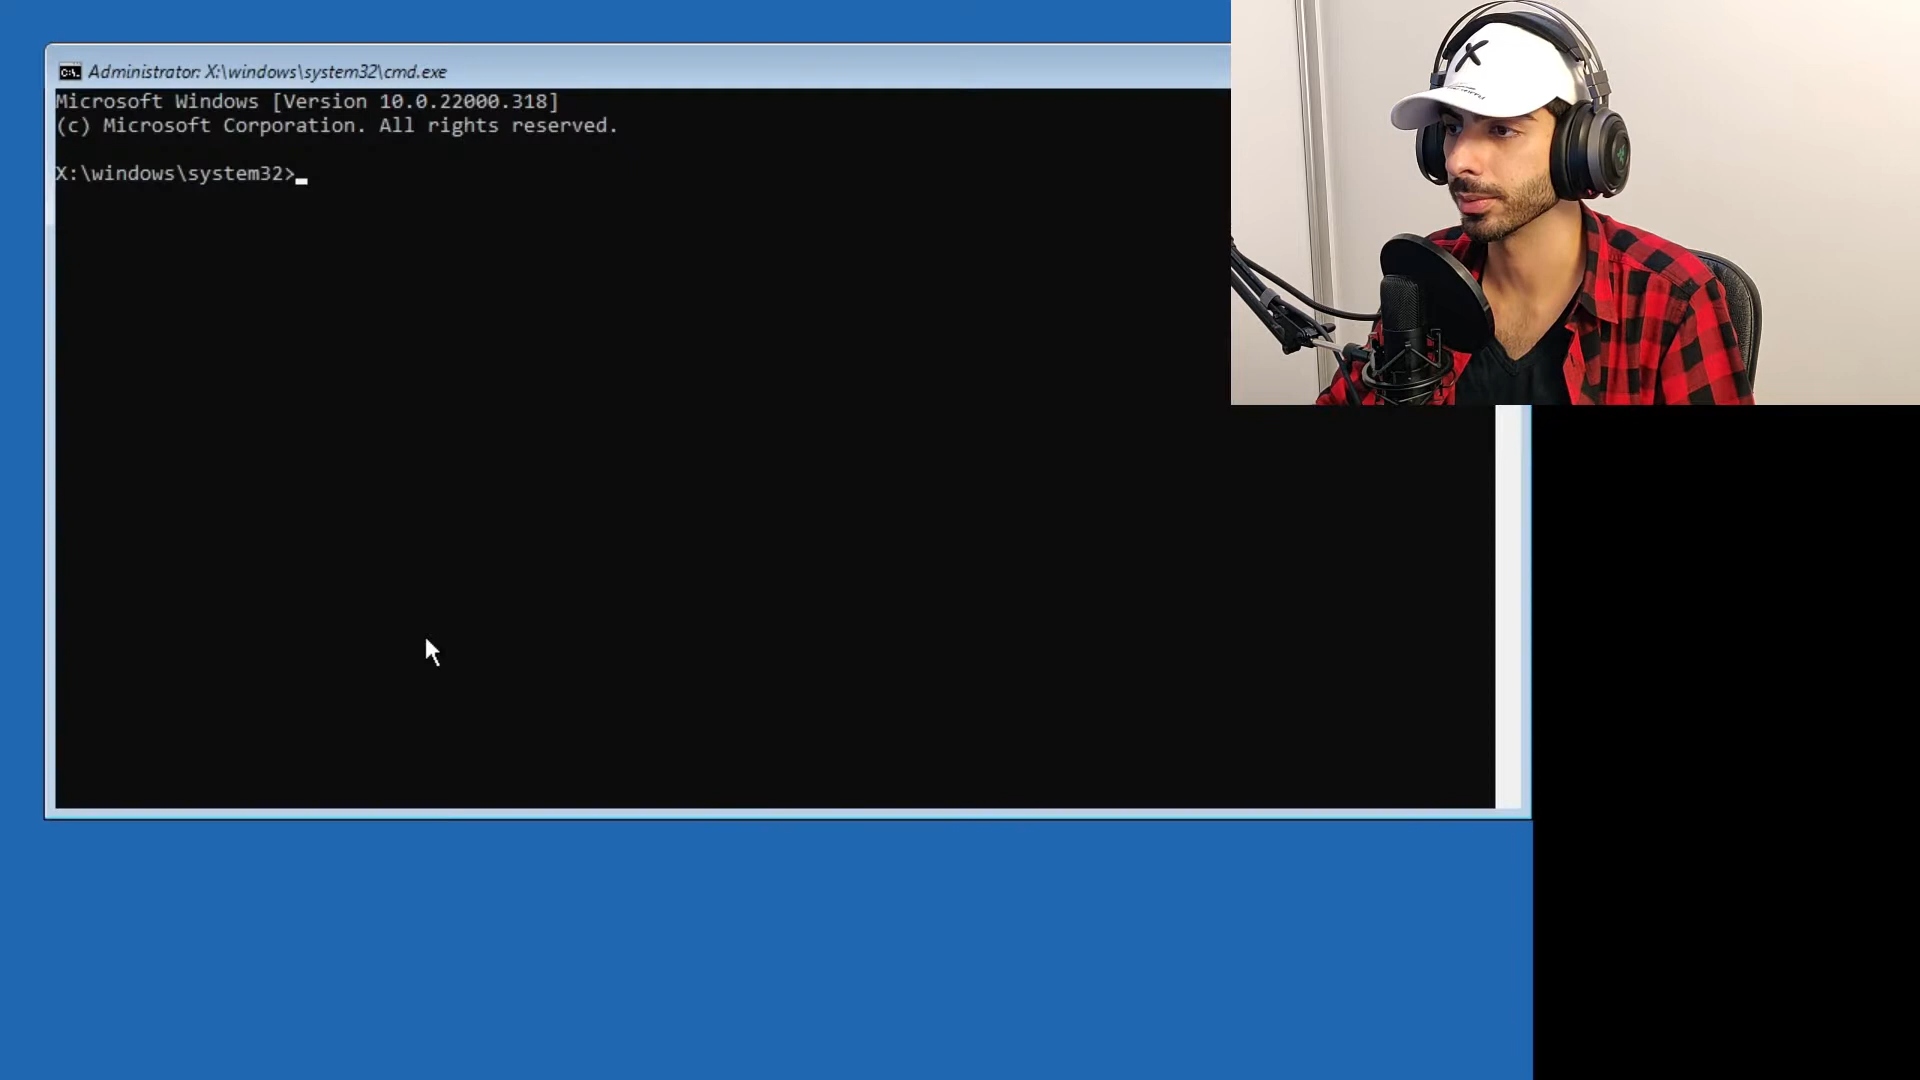 Administrator: X:\windows\system32\cmd.exe
Microsoft Windows [Version 10.0.22000.318]
(c) Microsoft Corporation. All rights reserved.
X:\windows\system32>
X